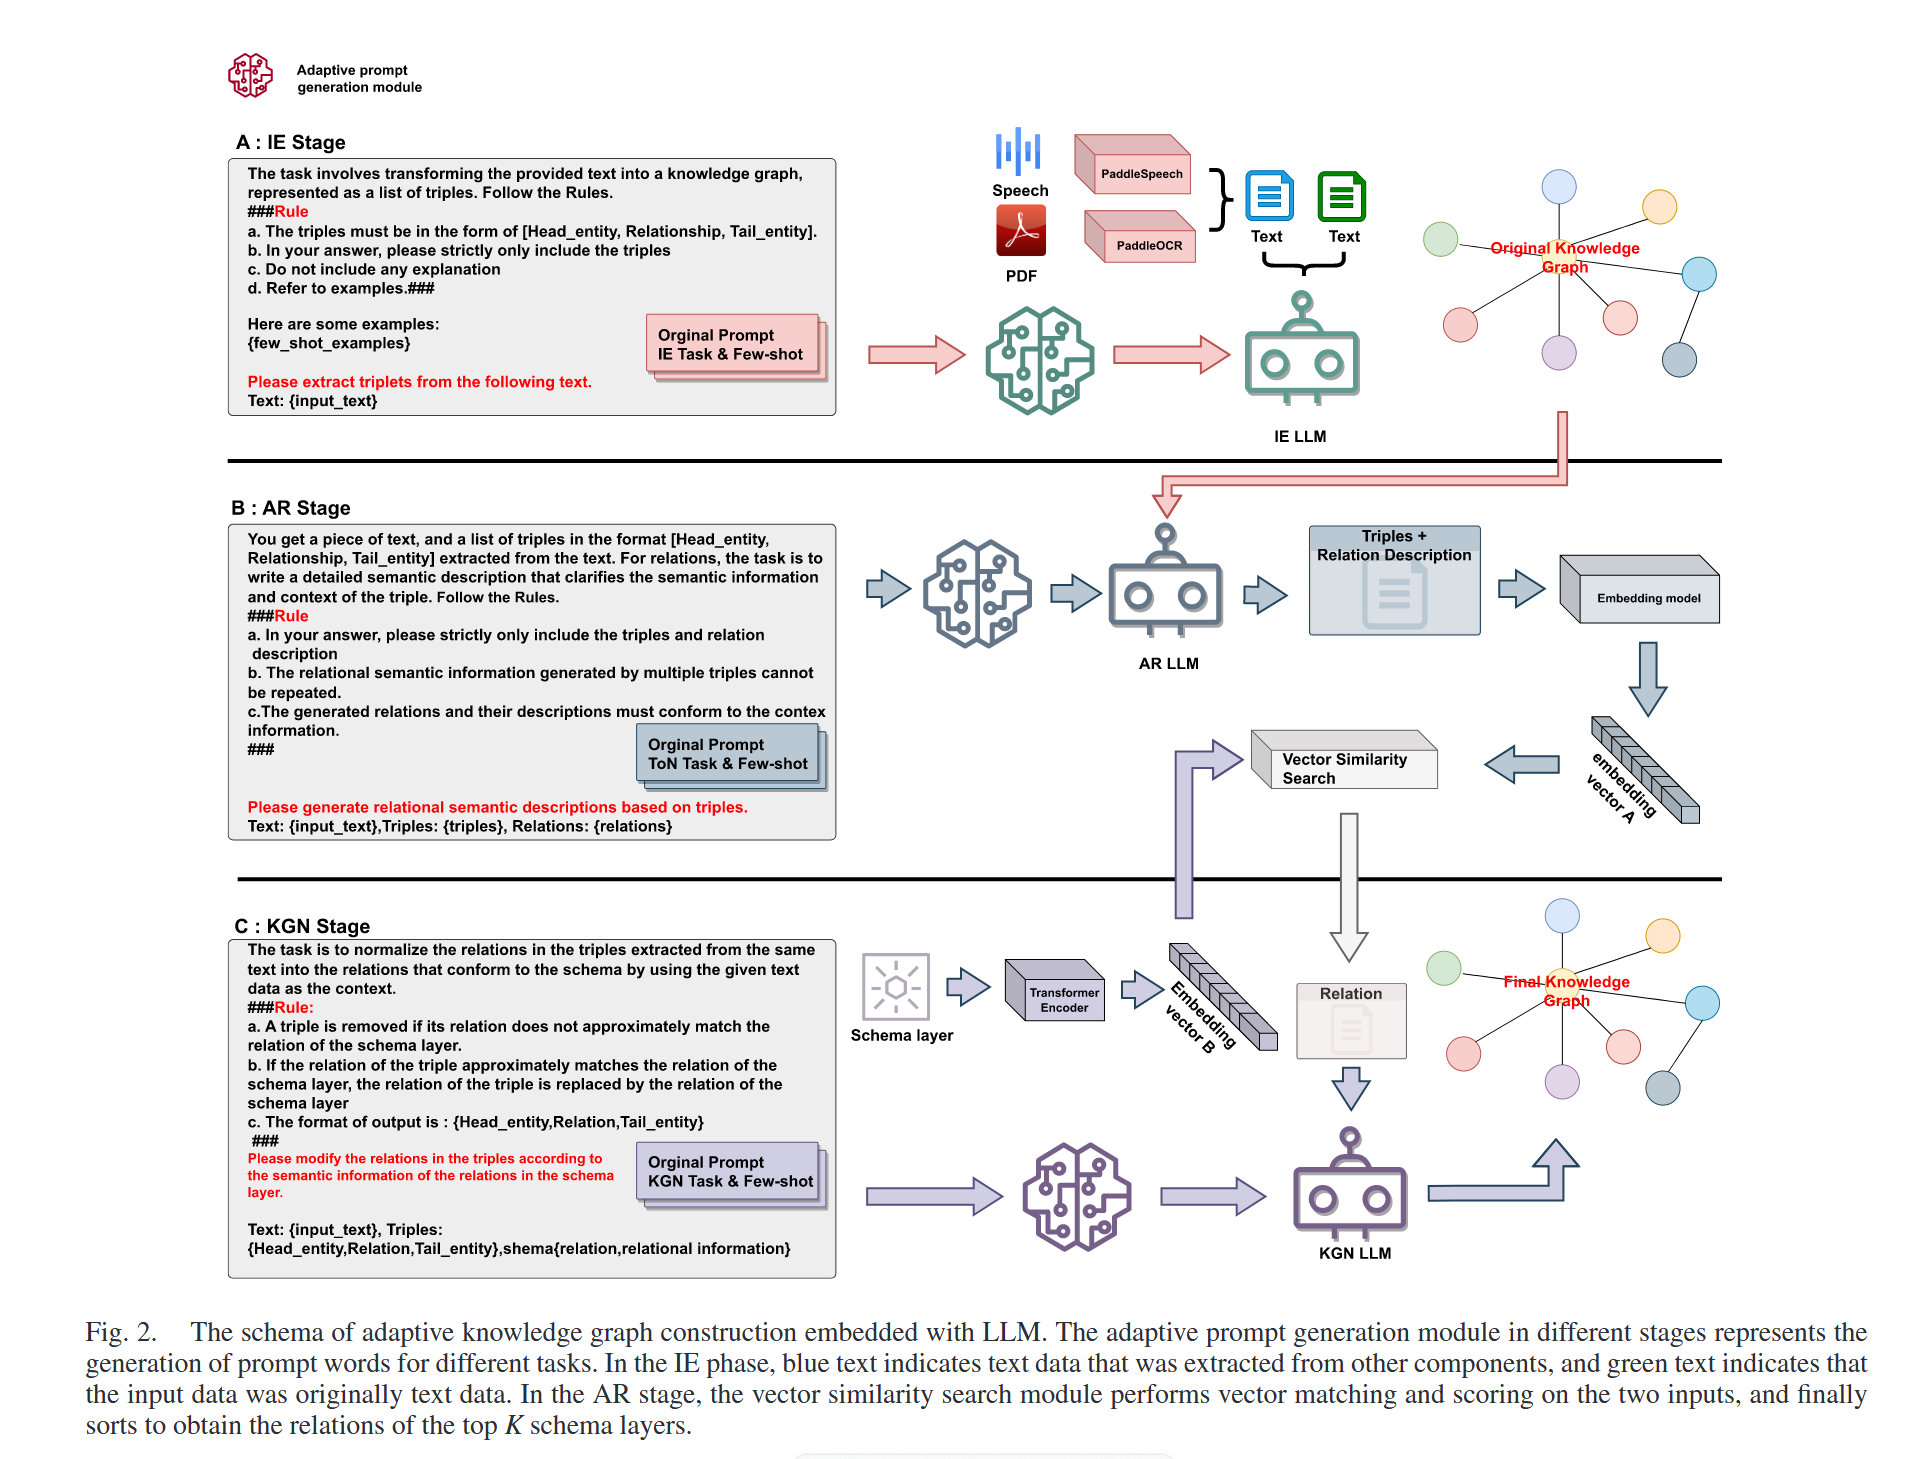 Adaptive prompt
generation module
A : IE Stage
The task involves transforming the provided text into a knowledge graph,
represented as a list of triples. Follow the Rules.
###Rule
a. The triples must be in the form of [Head_entity, Relationship, Tail_entity].
b. In your answer, please strictly only include the triples
c. Do not include any explanation
d. Refer to examples.###
Here are some examples:
{few_shot_examples}
Please extract triplets from the following text.
Text: {input_text}
Orginal Prompt
IE Task & Few-shot
Speech
PDF
PaddleSpeech
PaddleOCR
Text
Text
IE LLM
Original Knowledge
Graph
B : AR Stage
You get a piece of text, and a list of triples in the format [Head_entity,
Relationship, Tail_entity] extracted from the text. For relations, the task is to
write a detailed semantic description that clarifies the semantic information
and context of the triple. Follow the Rules.
###Rule
a. In your answer, please strictly only include the triples and relation
description
b. The relational semantic information generated by multiple triples cannot
be repeated.
c.The generated relations and their descriptions must conform to the contex
information.
###
Orginal Prompt
ToN Task & Few-shot
Please generate relational semantic descriptions based on triples.
Text: {input_text},Triples: {triples}, Relations: {relations}
AR LLM
Triples +
Relation Description
Embedding model
embedding
vector A
Vector Similarity
Search
C : KGN Stage
The task is to normalize the relations in the triples extracted from the same
text into the relations that conform to the schema by using the given text
data as the context.
###Rule:
a. A triple is removed if its relation does not approximately match the
relation of the schema layer.
b. If the relation of the triple approximately matches the relation of the
schema layer, the relation of the triple is replaced by the relation of the
schema layer
c. The format of output is : {Head_entity,Relation,Tail_entity}
###
Please modify the relations in the triples according to
the semantic information of the relations in the schema
layer.
Orginal Prompt
KGN Task & Few-shot
Text: {input_text}, Triples:
{Head_entity,Relation,Tail_entity},shema{relation,relational information}
Schema layer
Transformer
Encoder
Embedding
vector B
Relation
KGN LLM
Final Knowledge
Graph
Fig. 2. The schema of adaptive knowledge graph construction embedded with LLM. The adaptive prompt generation module in different stages represents the
generation of prompt words for different tasks. In the IE phase, blue text indicates text data that was extracted from other components, and green text indicates that
the input data was originally text data. In the AR stage, the vector similarity search module performs vector matching and scoring on the two inputs, and finally
sorts to obtain the relations of the top K schema layers.